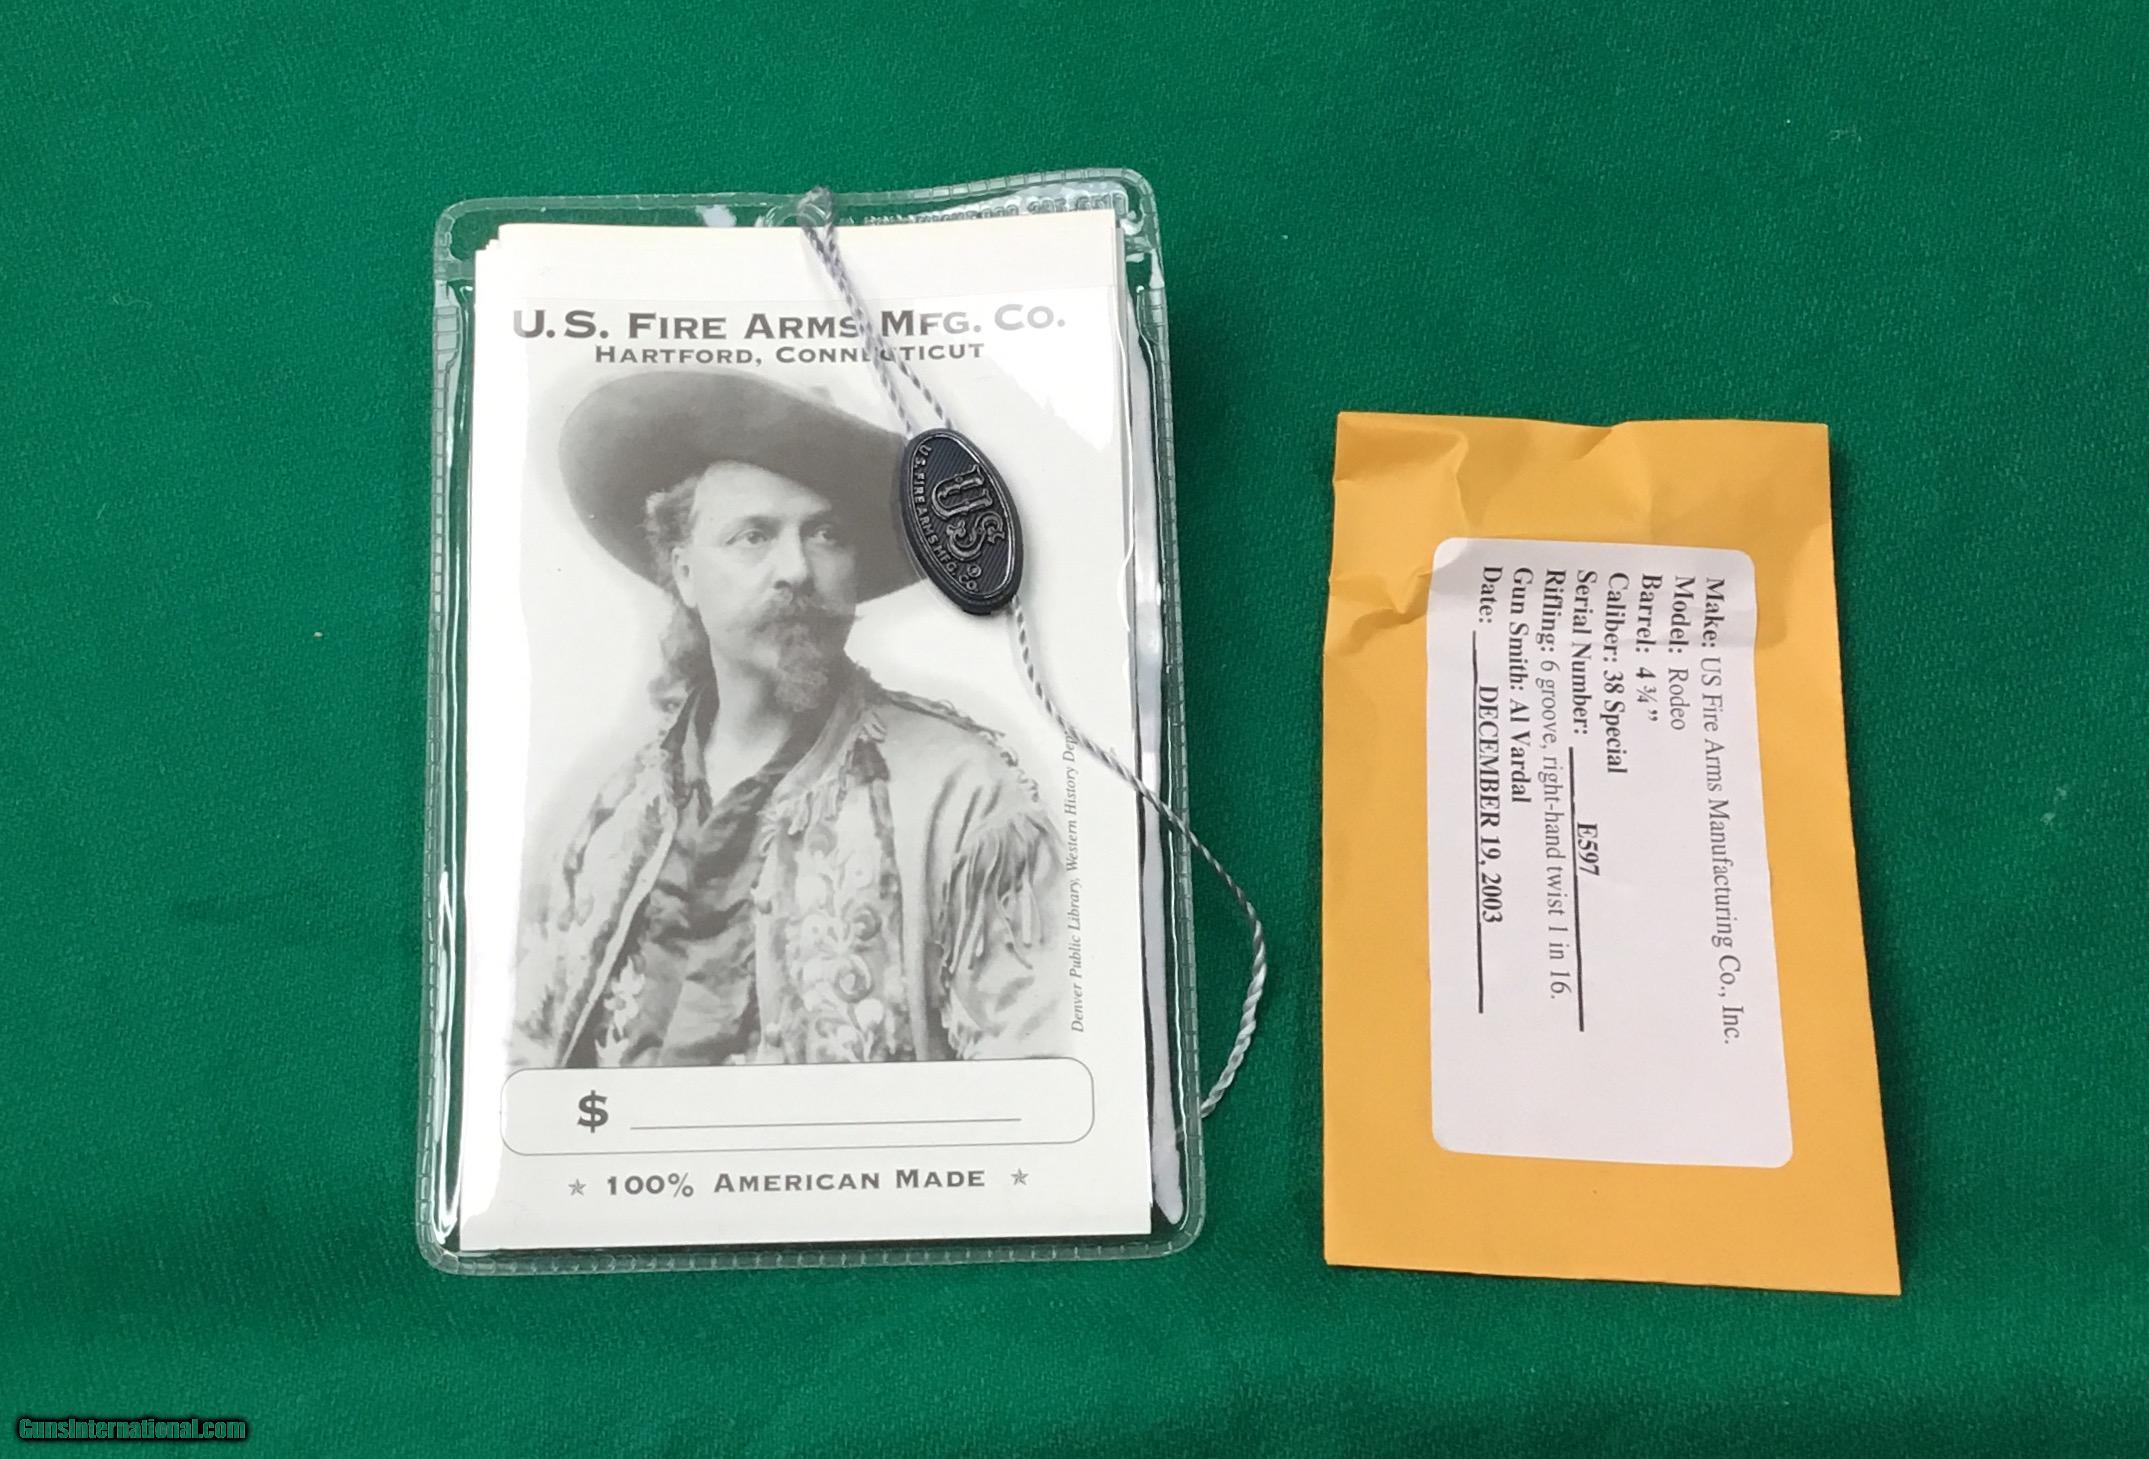 U.S. FIRE ARMS MFG. CO.
HARTFORD, CONNECTICUT
US
U.S. FIRE ARMS MFG. CO
Denver Public Library, Western History Dep
$
100% AMERICAN MADE
Make: US Fire Arms Manufacturing Co., Inc.
Model: Rodeo
Barrel: 4 ¾”
Caliber: 38 Special
Serial Number: E597
Rifling: 6 groove, right-hand twist 1 in 16.
Gun Smith: Al Vardal
Date: DECEMBER 19, 2003
GunsInternational.com